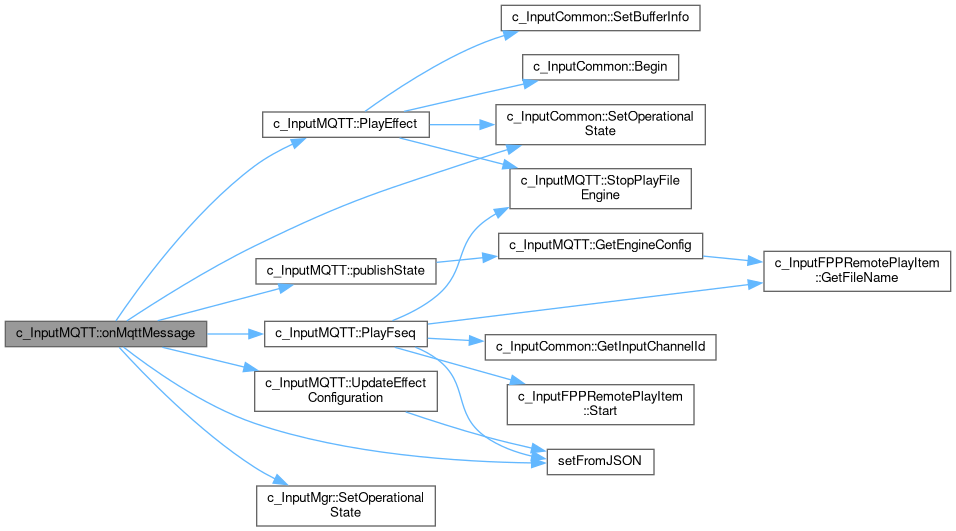 c_InputCommon::SetBufferInfo
c_InputCommon::Begin
c_InputMQTT::PlayEffect
c_InputCommon::SetOperational
State
c_InputMQTT::StopPlayFile
Engine
c_InputMQTT::GetEngineConfig
c_InputMQTT::publishState
c_InputFPPRemotePlayItem
::GetFileName
c_InputMQTT::onMqttMessage
c_InputMQTT::PlayFseq
c_InputCommon::GetInputChannelId
c_InputMQTT::UpdateEffect
Configuration
c_InputFPPRemotePlayItem
::Start
setFromJSON
c_InputMgr::SetOperational
State